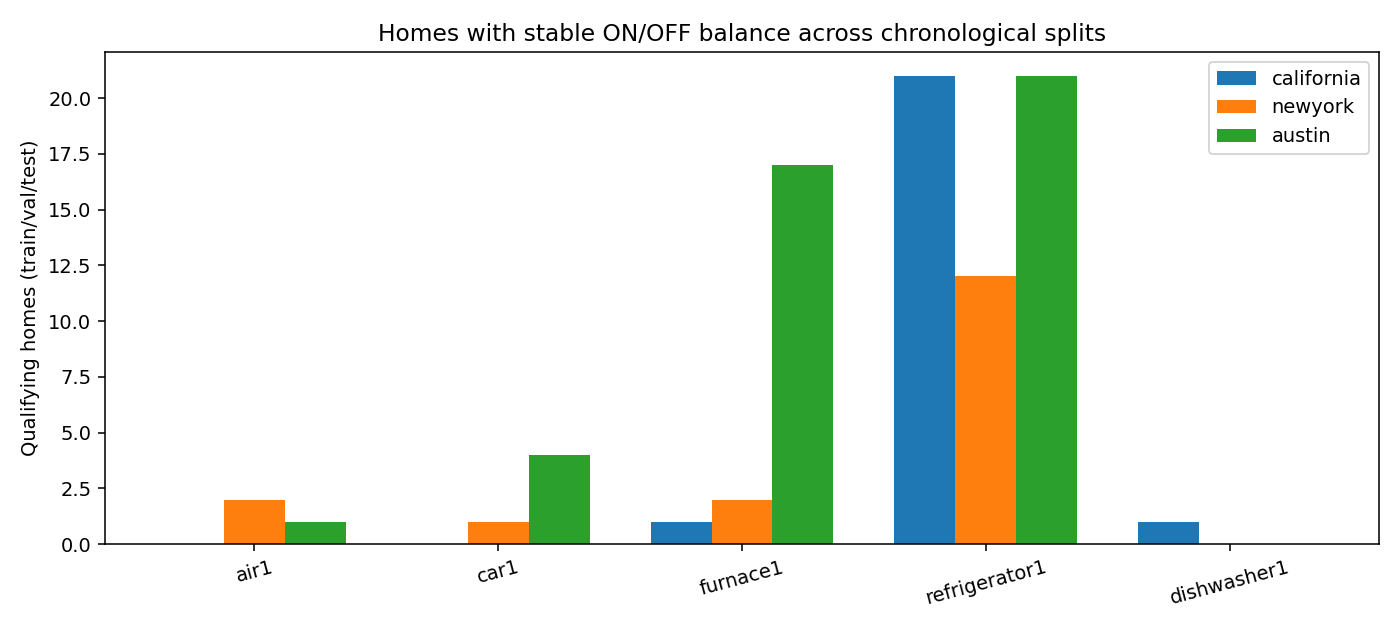 Homes with stable ON/OFF balance across chronological splits
california
newyork
austin
Qualifying homes (train/val/test)
20.0
17.5
15.0
12.5
10.0
7.5
5.0
2.5
0.0
air1
car1
furnace1
refrigerator1
dishwasher1